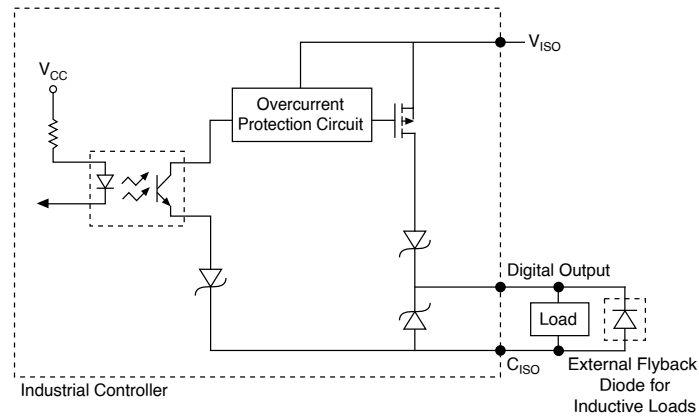 V_ISO
V_CC
Overcurrent
Protection Circuit
Digital Output
Load
C_ISO
External Flyback
Diode for
Inductive Loads
Industrial Controller